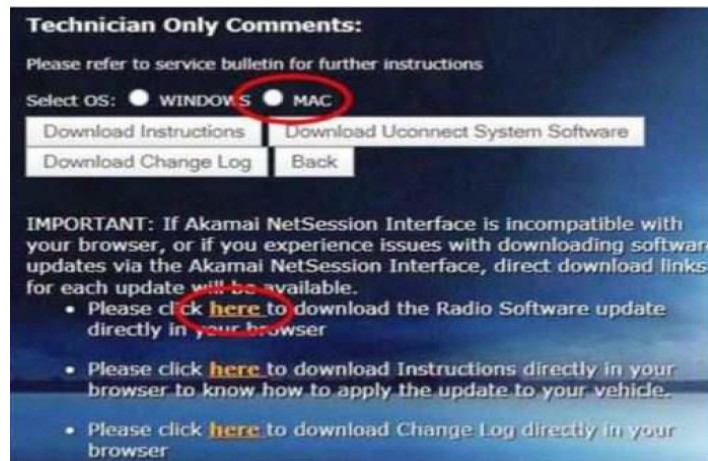 Technician Only Comments:
Please refer to service bulletin for further instructions
Select OS: WINDOWS MAC
Download Instructions Download Uconnect System Software
Download Change Log Back
IMPORTANT: If Akamai NetSession Interface is incompatible with
your browser, or if you experience issues with downloading software
updates via the Akamai NetSession Interface, direct download links
for each update will be available.
• Please click here to download the Radio Software update
directly in your browser
• Please click here to download Instructions directly in your
browser to know how to apply the update to your vehicle.
• Please click here to download Change Log directly in your
browser